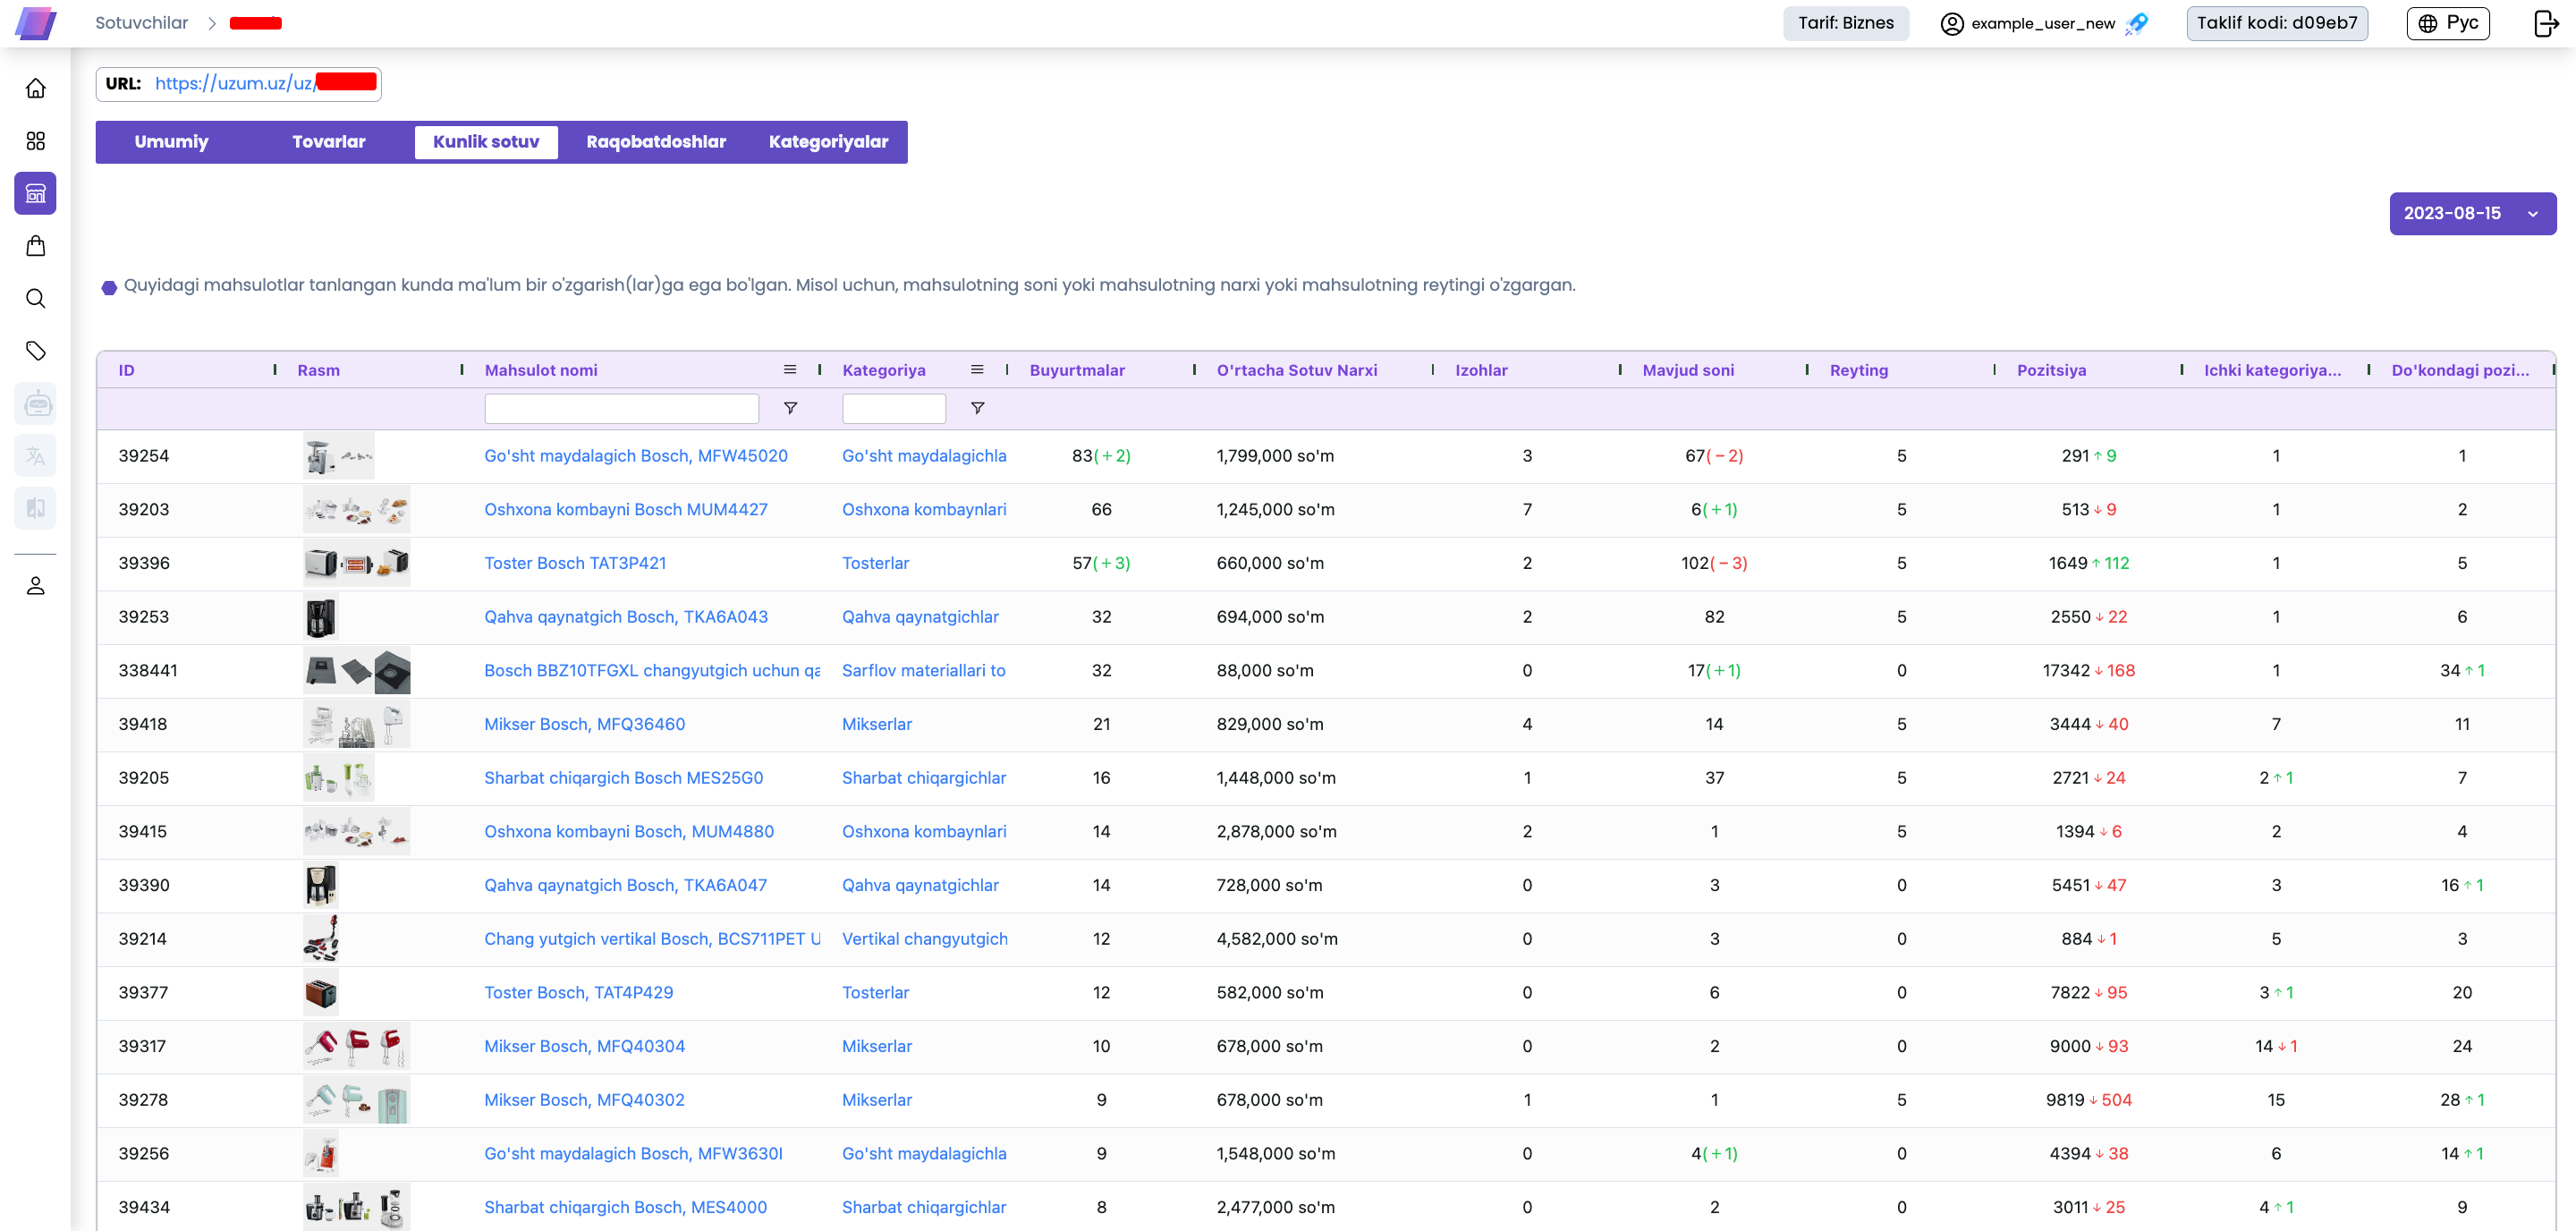 Sotuvchilar >
Tarif: Biznes
example_user_new
Taklif kodi: d09eb7
Рус
URL: https://uzum.uz/uz/
Umumiy Tovarlar Kunlik sotuv Raqobatdoshlar Kategoriyalar
2023-08-15
Quyidagi mahsulotlar tanlangan kunda ma'lum bir o'zgarish(lar)ga ega bo'lgan. Misol uchun, mahsulotning soni yoki mahsulotning narxi yoki mahsulotning reytingi o'zgargan.
ID Rasm Mahsulot nomi Kategoriya Buyurtmalar O'rtacha Sotuv Narxi Izohlar Mavjud soni Reyting Pozitsiya Ichki kategoriya... Do'kondagi pozi...
39254 Go'sht maydalagich Bosch, MFW45020 Go'sht maydalagichla 83(+2) 1,799,000 so'm 3 67(−2) 5 291 ↑ 9 1 1
39203 Oshxona kombayni Bosch MUM4427 Oshxona kombaynlari 66 1,245,000 so'm 7 6(+1) 5 513 ↓ 9 1 2
39396 Toster Bosch TAT3P421 Tosterlar 57(+3) 660,000 so'm 2 102(−3) 5 1649 ↑ 112 1 5
39253 Qahva qaynatgich Bosch, TKA6A043 Qahva qaynatgichlar 32 694,000 so'm 2 82 5 2550 ↓ 22 1 6
338441 Bosch BBZ10TFGXL changyutgich uchun qa Sarflov materiallari to 32 88,000 so'm 0 17(+1) 0 17342 ↓ 168 1 34 ↑ 1
39418 Mikser Bosch, MFQ36460 Mikserlar 21 829,000 so'm 4 14 5 3444 ↓ 40 7 11
39205 Sharbat chiqargich Bosch MES25G0 Sharbat chiqargichlar 16 1,448,000 so'm 1 37 5 2721 ↓ 24 2 ↑ 1 7
39415 Oshxona kombayni Bosch, MUM4880 Oshxona kombaynlari 14 2,878,000 so'm 2 1 5 1394 ↓ 6 2 4
39390 Qahva qaynatgich Bosch, TKA6A047 Qahva qaynatgichlar 14 728,000 so'm 0 3 0 5451 ↓ 47 3 16 ↑ 1
39214 Chang yutgich vertikal Bosch, BCS711PET U Vertikal changyutgich 12 4,582,000 so'm 0 3 0 884 ↓ 1 5 3
39377 Toster Bosch, TAT4P429 Tosterlar 12 582,000 so'm 0 6 0 7822 ↓ 95 3 ↑ 1 20
39317 Mikser Bosch, MFQ40304 Mikserlar 10 678,000 so'm 0 2 0 9000 ↓ 93 14 ↓ 1 24
39278 Mikser Bosch, MFQ40302 Mikserlar 9 678,000 so'm 1 1 5 9819 ↓ 504 15 28 ↑ 1
39256 Go'sht maydalagich Bosch, MFW3630I Go'sht maydalagichla 9 1,548,000 so'm 0 4(+1) 0 4394 ↓ 38 6 14 ↑ 1
39434 Sharbat chiqargich Bosch, MES4000 Sharbat chiqargichlar 8 2,477,000 so'm 0 2 0 3011 ↓ 25 4 ↑ 1 9